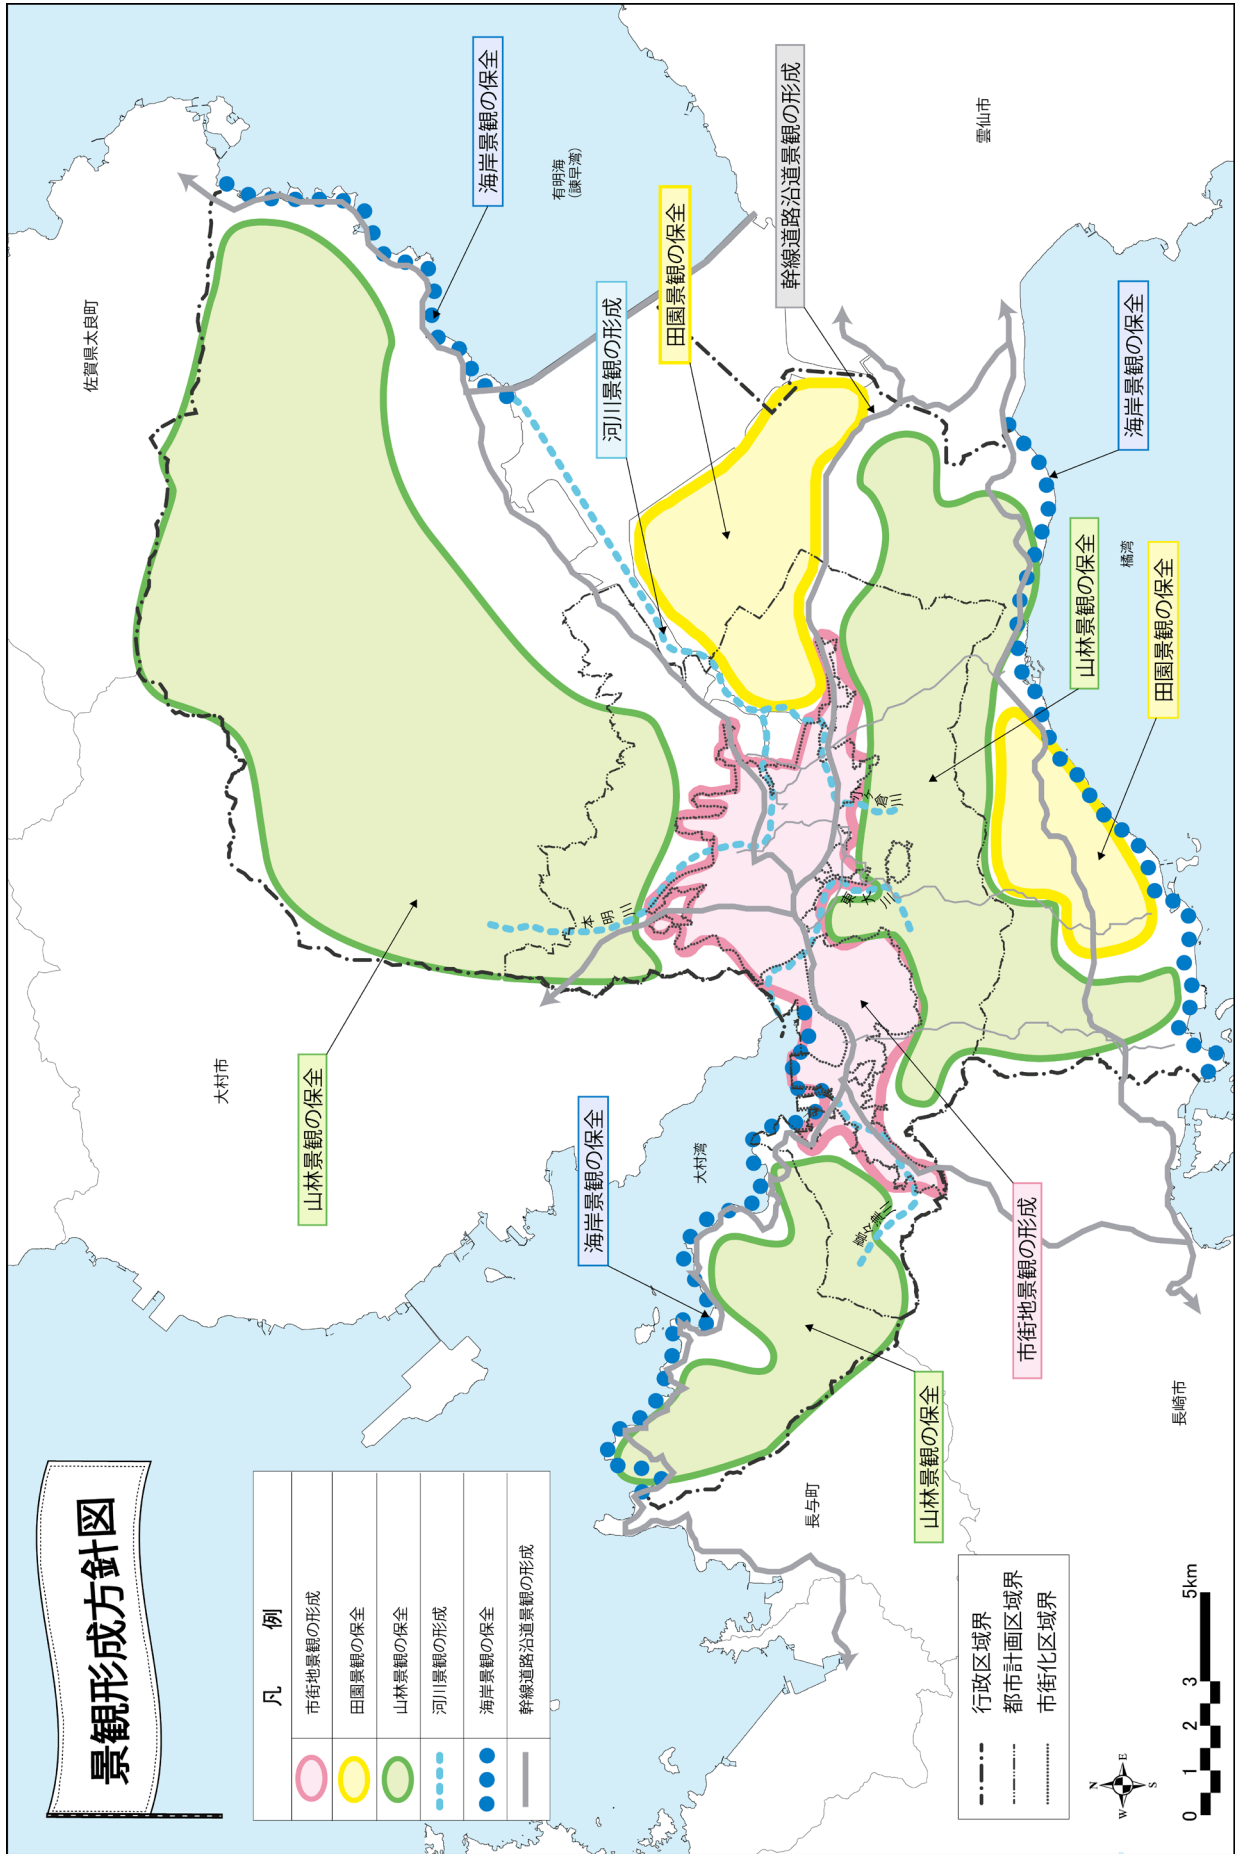 景観形成方針図
凡 例
市街地景観の形成
田園景観の保全
山林景観の保全
河川景観の形成
海岸景観の保全
幹線道路沿道景観の形成
佐賀県太良町
大村市
山林景観の保全
海岸景観の保全
有明海
(諫早湾)
河川景観の形成
田園景観の保全
幹線道路沿道景観の形成
雲仙市
海岸景観の保全
山林景観の保全
橘湾
田園景観の保全
本明川
小ヶ倉川
東大川
喜々津川
海岸景観の保全
大村湾
市街地景観の形成
山林景観の保全
長与町
長崎市
行政区域界
都市計画区域界
市街化区域界
N
W E
S
0 1 2 3 5km